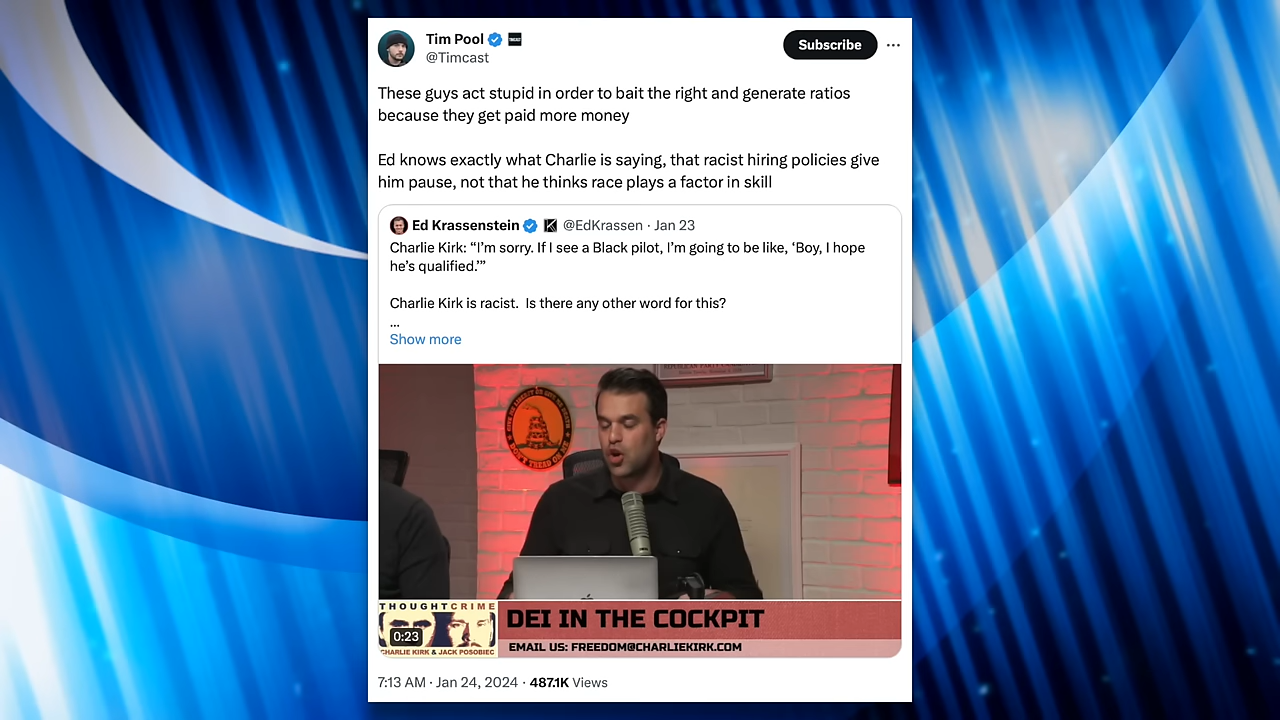 Tim Pool
@Timcast
Subscribe
These guys act stupid in order to bait the right and generate ratios
because they get paid more money
Ed knows exactly what Charlie is saying, that racist hiring policies give
him pause, not that he thinks race plays a factor in skill
Ed Krassenstein @EdKrassen · Jan 23
Charlie Kirk: “I’m sorry. If I see a Black pilot, I’m going to be like, ‘Boy, I hope
he’s qualified.’”
Charlie Kirk is racist.  Is there any other word for this?
...
Show more
DON'T TREAD ON ME
THOUGHTCRIME
0:23
CHARLIE KIRK & JACK POSOBIEC
DEI IN THE COCKPIT
EMAIL US: FREEDOM@CHARLIEKIRK.COM
7:13 AM · Jan 24, 2024 · 487.1K Views